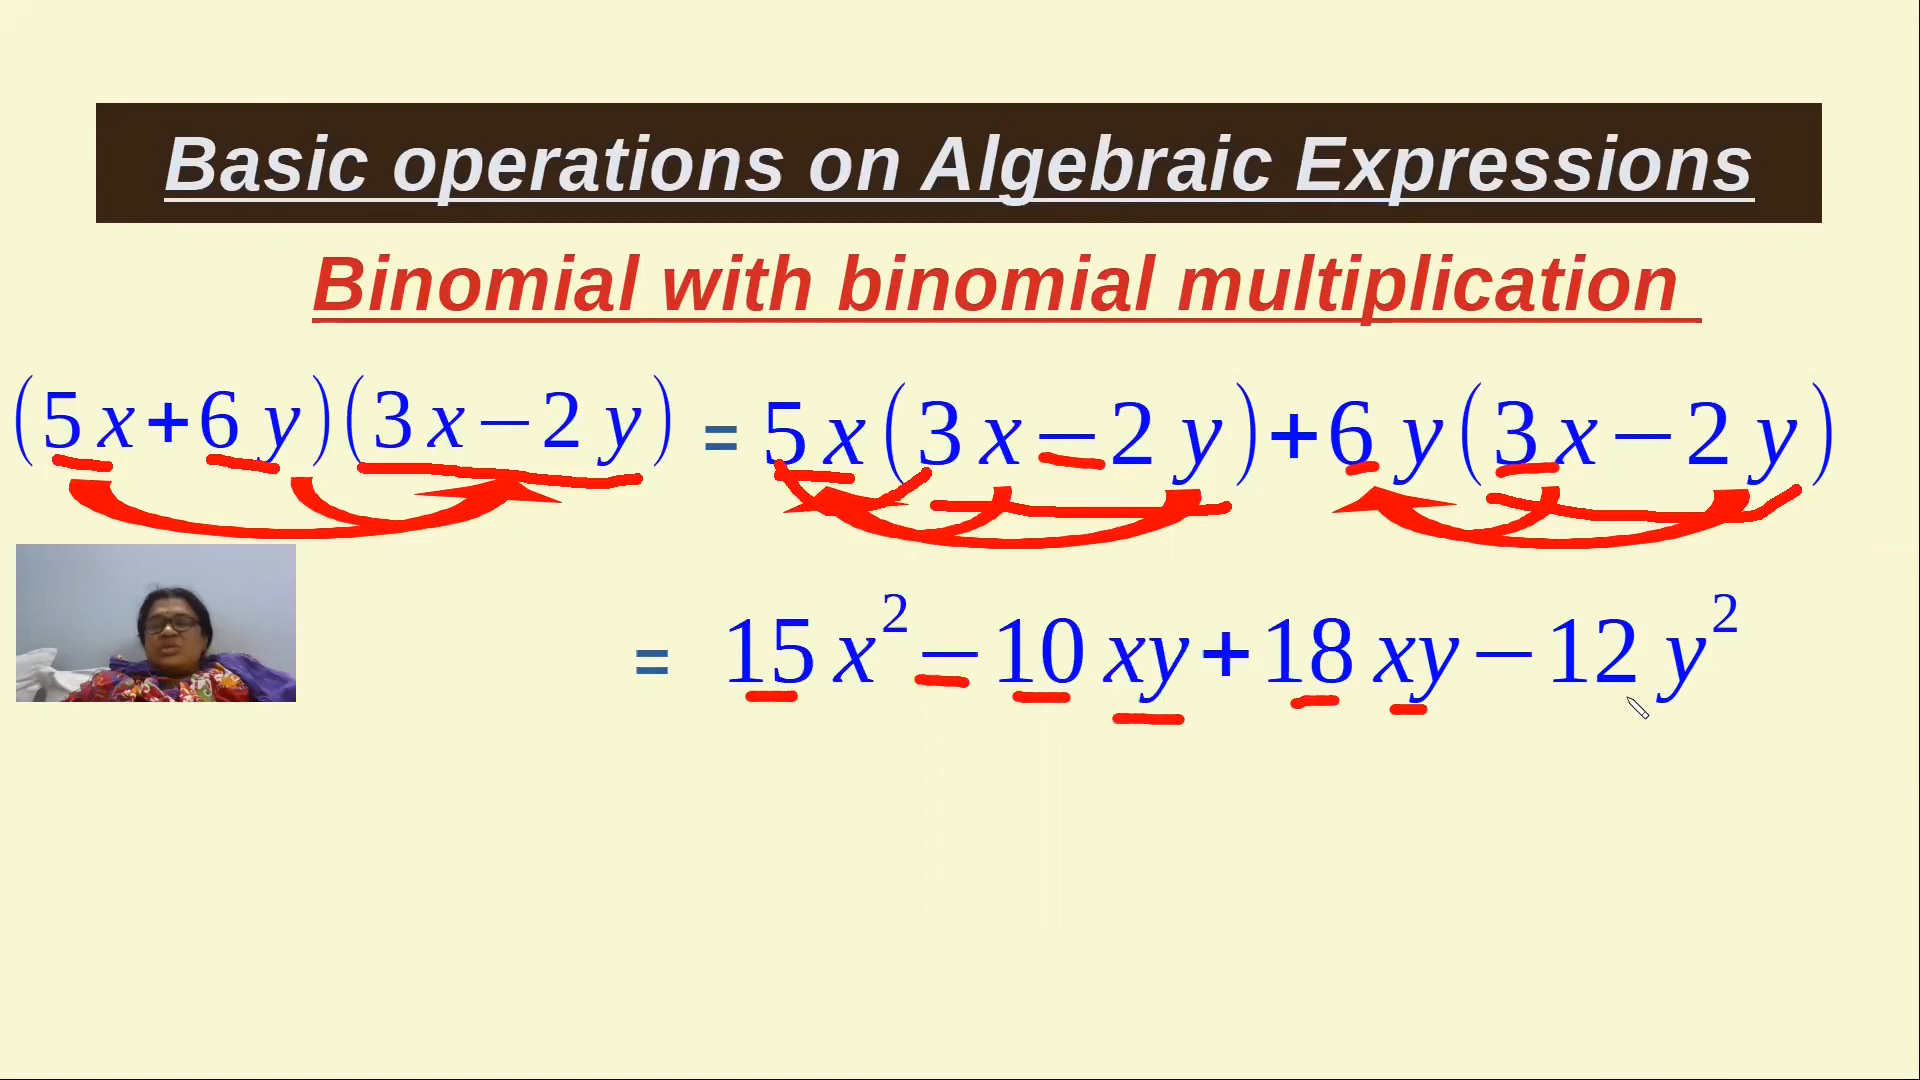 Basic operations on Algebraic Expressions
Binomial with binomial multiplication
(5x+6y)(3x−2y) = 5x(3x−2y)+6y(3x−2y)
= 15x²−10xy+18xy−12y²